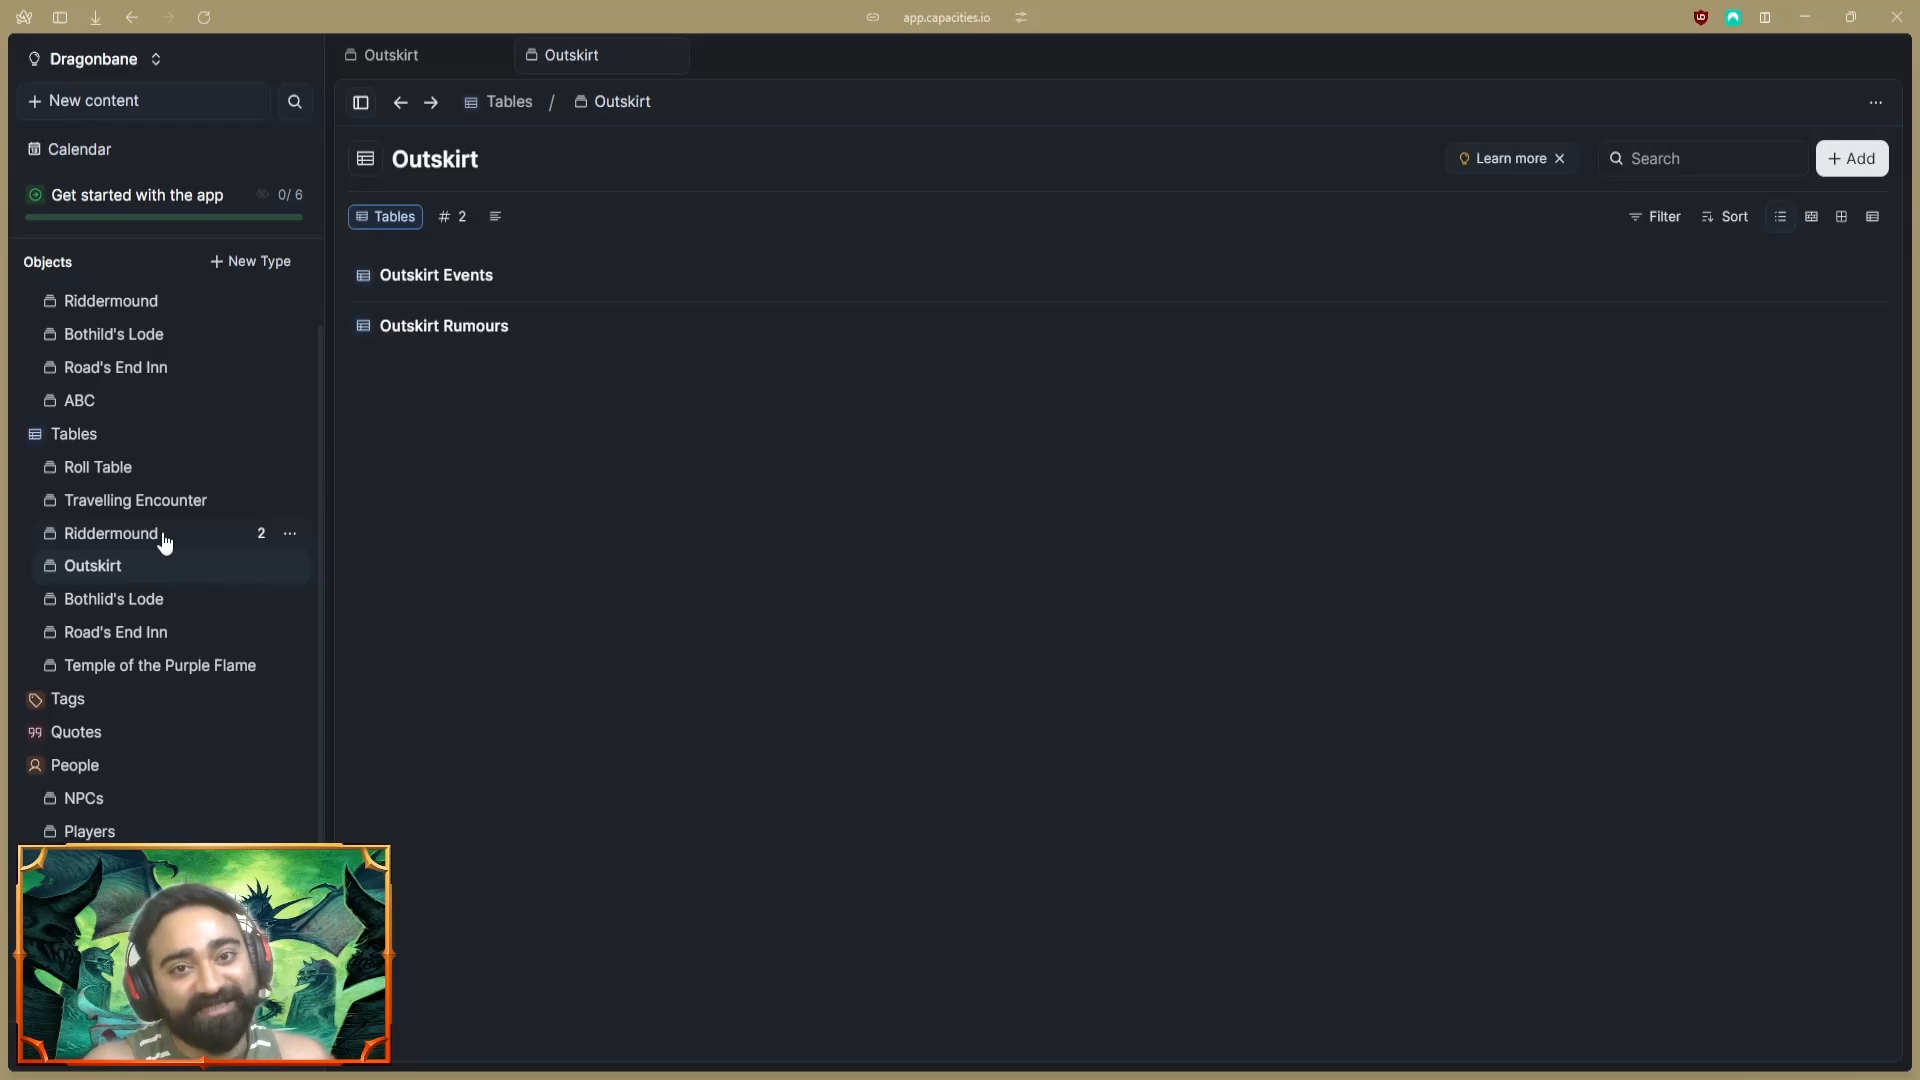 app.capacities.io
Dragonbane
Outskirt
Outskirt
New content
Tables / Outskirt
Calendar
Outskirt
Learn more
Search
+ Add
Get started with the app
0/ 6
Tables
# 2
Filter
Sort
Objects
+ New Type
Outskirt Events
Outskirt Rumours
Riddermound
Bothild's Lode
Road's End Inn
ABC
Tables
Roll Table
Travelling Encounter
Riddermound 2 ...
Outskirt
Bothlid's Lode
Road's End Inn
Temple of the Purple Flame
Tags
Quotes
People
NPCs
Players